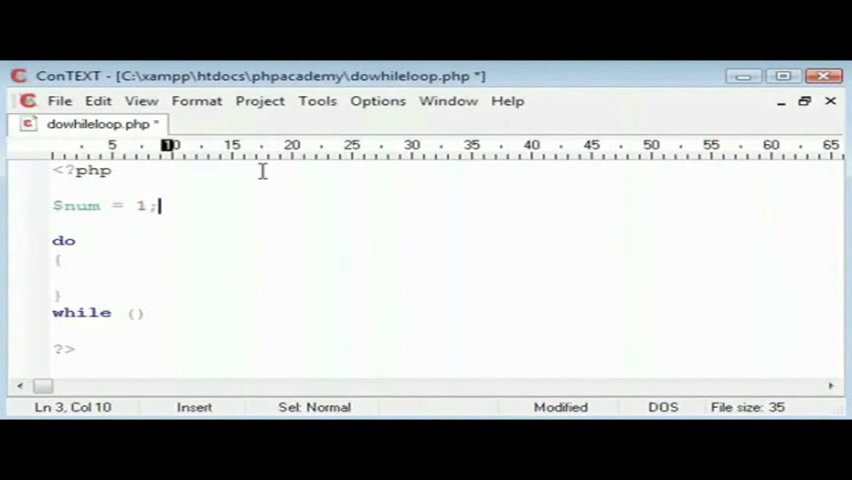 ConTEXT - [C:\xampp\htdocs\phpacademy\dowhileloop.php *]
File Edit View Format Project Tools Options Window Help
dowhileloop.php *
5 10 15 20 25 30 35 40 45 50 55 60 65
<?php
$num = 1;
do
{
}
while ()
?>
Ln 3, Col 10 Insert Sel: Normal Modified DOS File size: 35